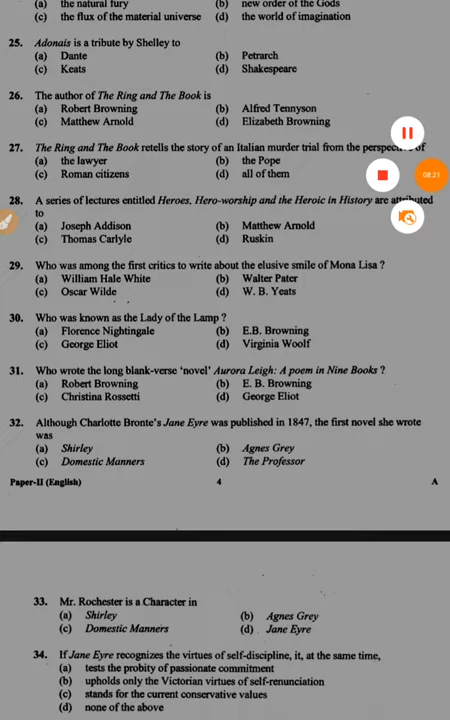 (a) the natural fury (b) new order of the Gods
(c) the flux of the material universe (d) the world of imagination
25. Adonais is a tribute by Shelley to
(a) Dante (b) Petrarch
(c) Keats (d) Shakespeare
26. The author of The Ring And The Book is
(a) Robert Browning (b) Alfred Tennyson
(c) Matthew Arnold (d) Elizabeth Browning
27. The Ring and The Book retells the story of an Italian murder trial from the of
(a) the lawyer (b) the Pope
(c) Roman citizens (d) all of them
08:21
28. A series of lectures entitled Heroes, Hero-worship and the Heroic in History are attributed
to
(a) Joseph Addison (b) Matthew Arnold
(c) Thomas Carlyle (d) Ruskin
29. Who was among the first critics to write about the elusive smile of Mona Lisa ?
(a) William Hale White (b) Walter Pater
(c) Oscar Wilde (d) W. B. Yeats
30. Who was known as the Lady of the Lamp ?
(a) Florence Nightingale (b) E.B. Browning
(c) George Eliot (d) Virginia Woolf
31. Who wrote the long blank-verse ‘novel’ Aurora Leigh: A poem in Nine Books ?
(a) Robert Browning (b) E. B. Browning
(c) Christina Rossetti (d) George Eliot
32. Although Charlotte Bronte's Jane Eyre was published in 1847, the first novel she wrote
was
(a) Shirley (b) Agnes Grey
(c) Domestic Manners (d) The Professor
Paper-II (English) 4 A
33. Mr. Rochester is a Character in
(a) Shirley (b) Agnes Grey
(c) Domestic Manners (d) Jane Eyre
34. If Jane Eyre recognizes the virtues of self-discipline, it, at the same time,
(a) tests the probity of passionate commitment
(b) upholds only the Victorian virtues of self-renunciation
(c) stands for the current conservative values
(d) none of the above